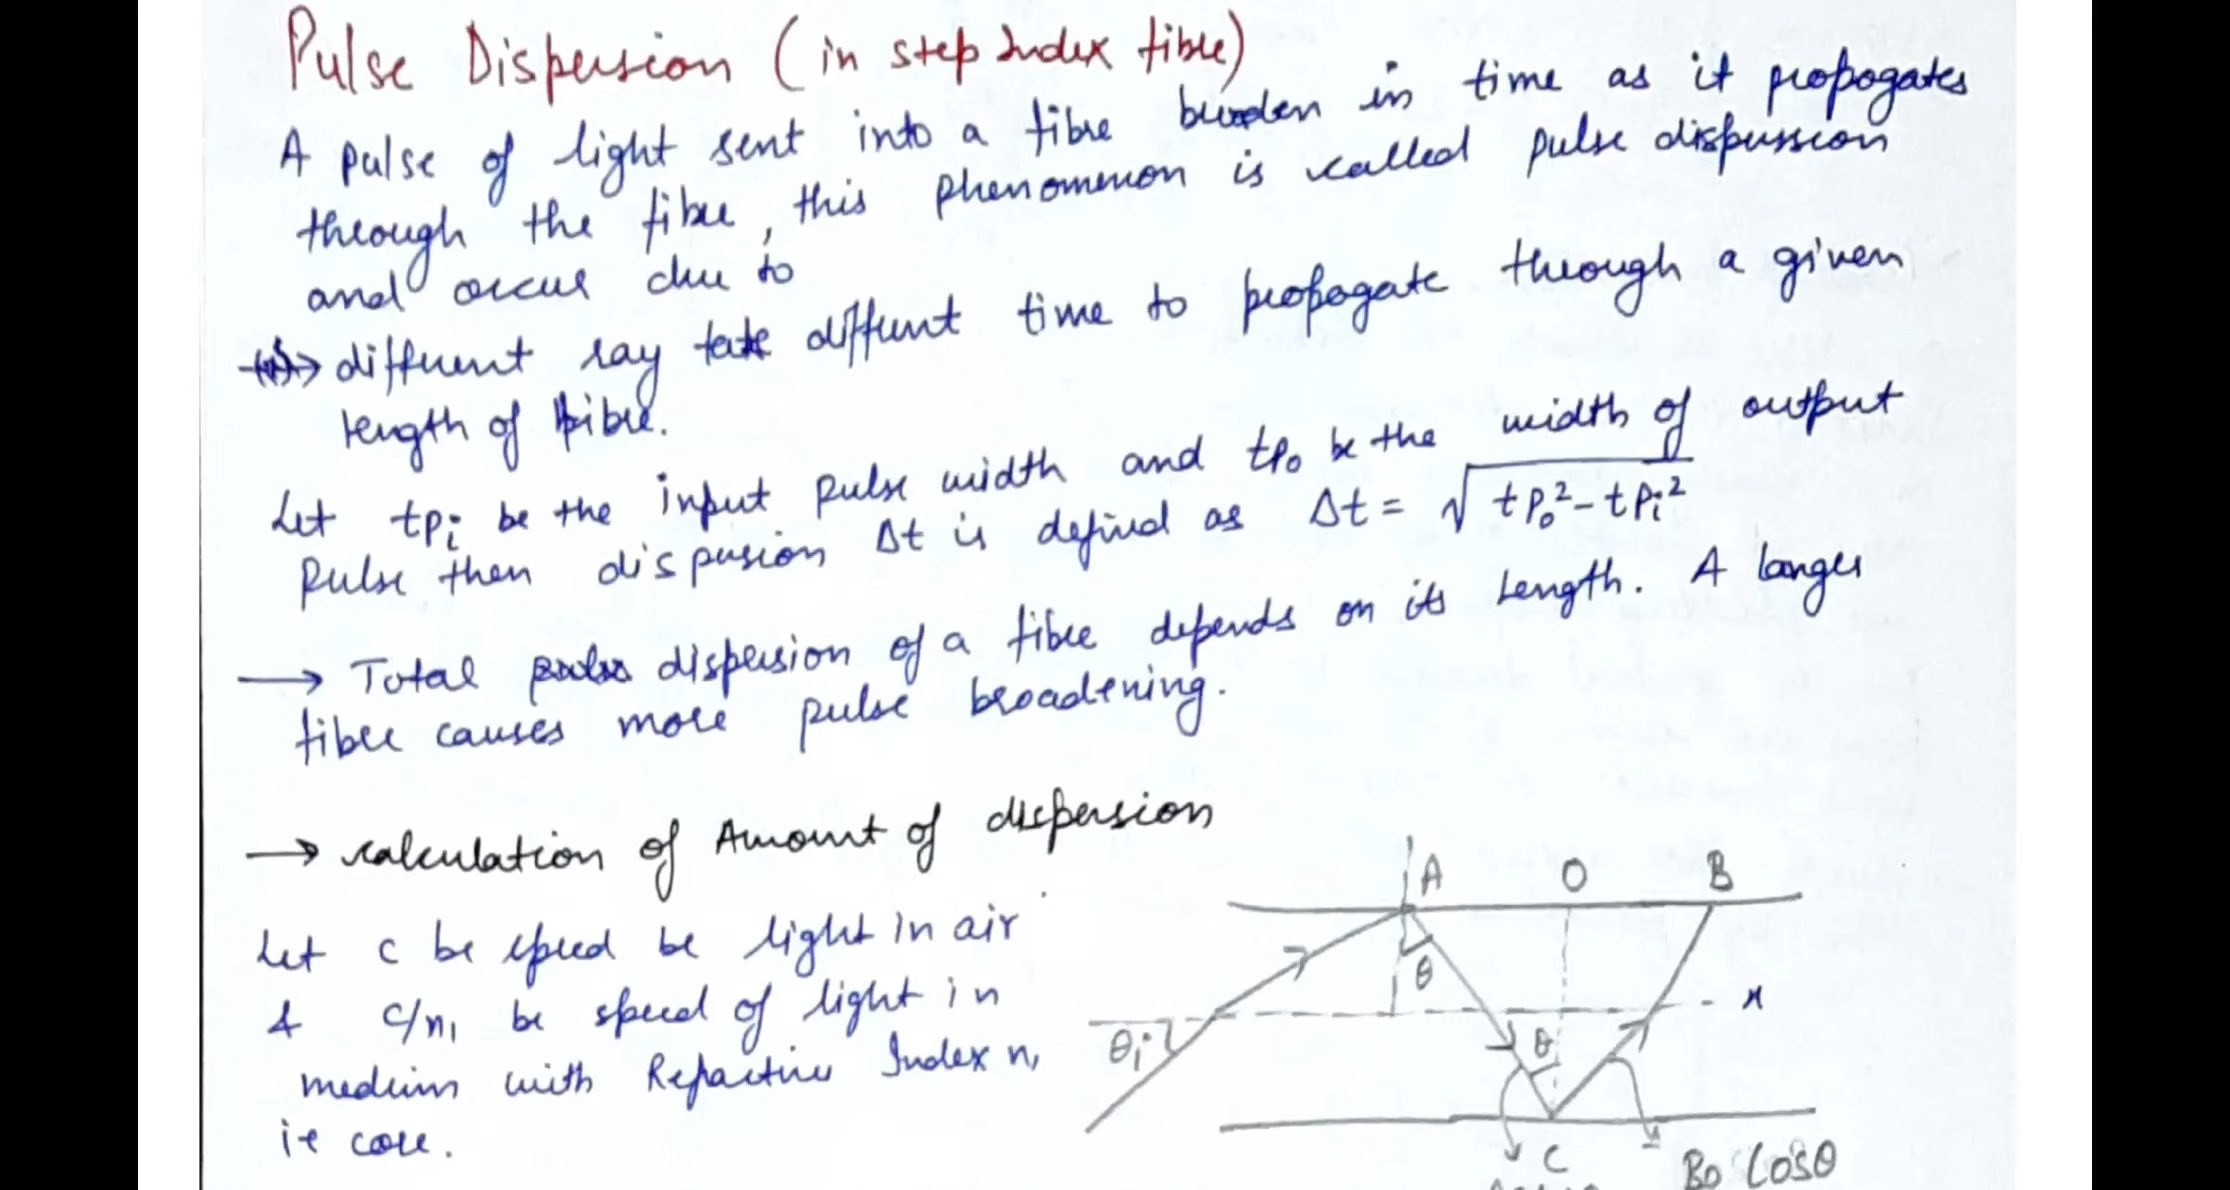 Pulse Dispersion (in step Index fibre)
A pulse of light sent into a fibre burden in time as it propogates
through the fibre, this phenomenon is called pulse dispersion
and occur due to
→ different ray take diffent time to propogate through a given
length of fibre.
Let tpi be the input pulse width and tpo be the width of output
pulse then dispersion Δt is defined as Δt = √tpo²-tpi²
→ Total pulse dispersion of a fibre depends on its length. A longer
fibre causes more pulse broadening.
→ calculation of Amount of dispersion
Let c be speed be light in air
& c/n₁ be speed of light in
medium with Refractive Index n₁
ie core.
A O B
θ
x
θi
θ
C
BO Cosθ